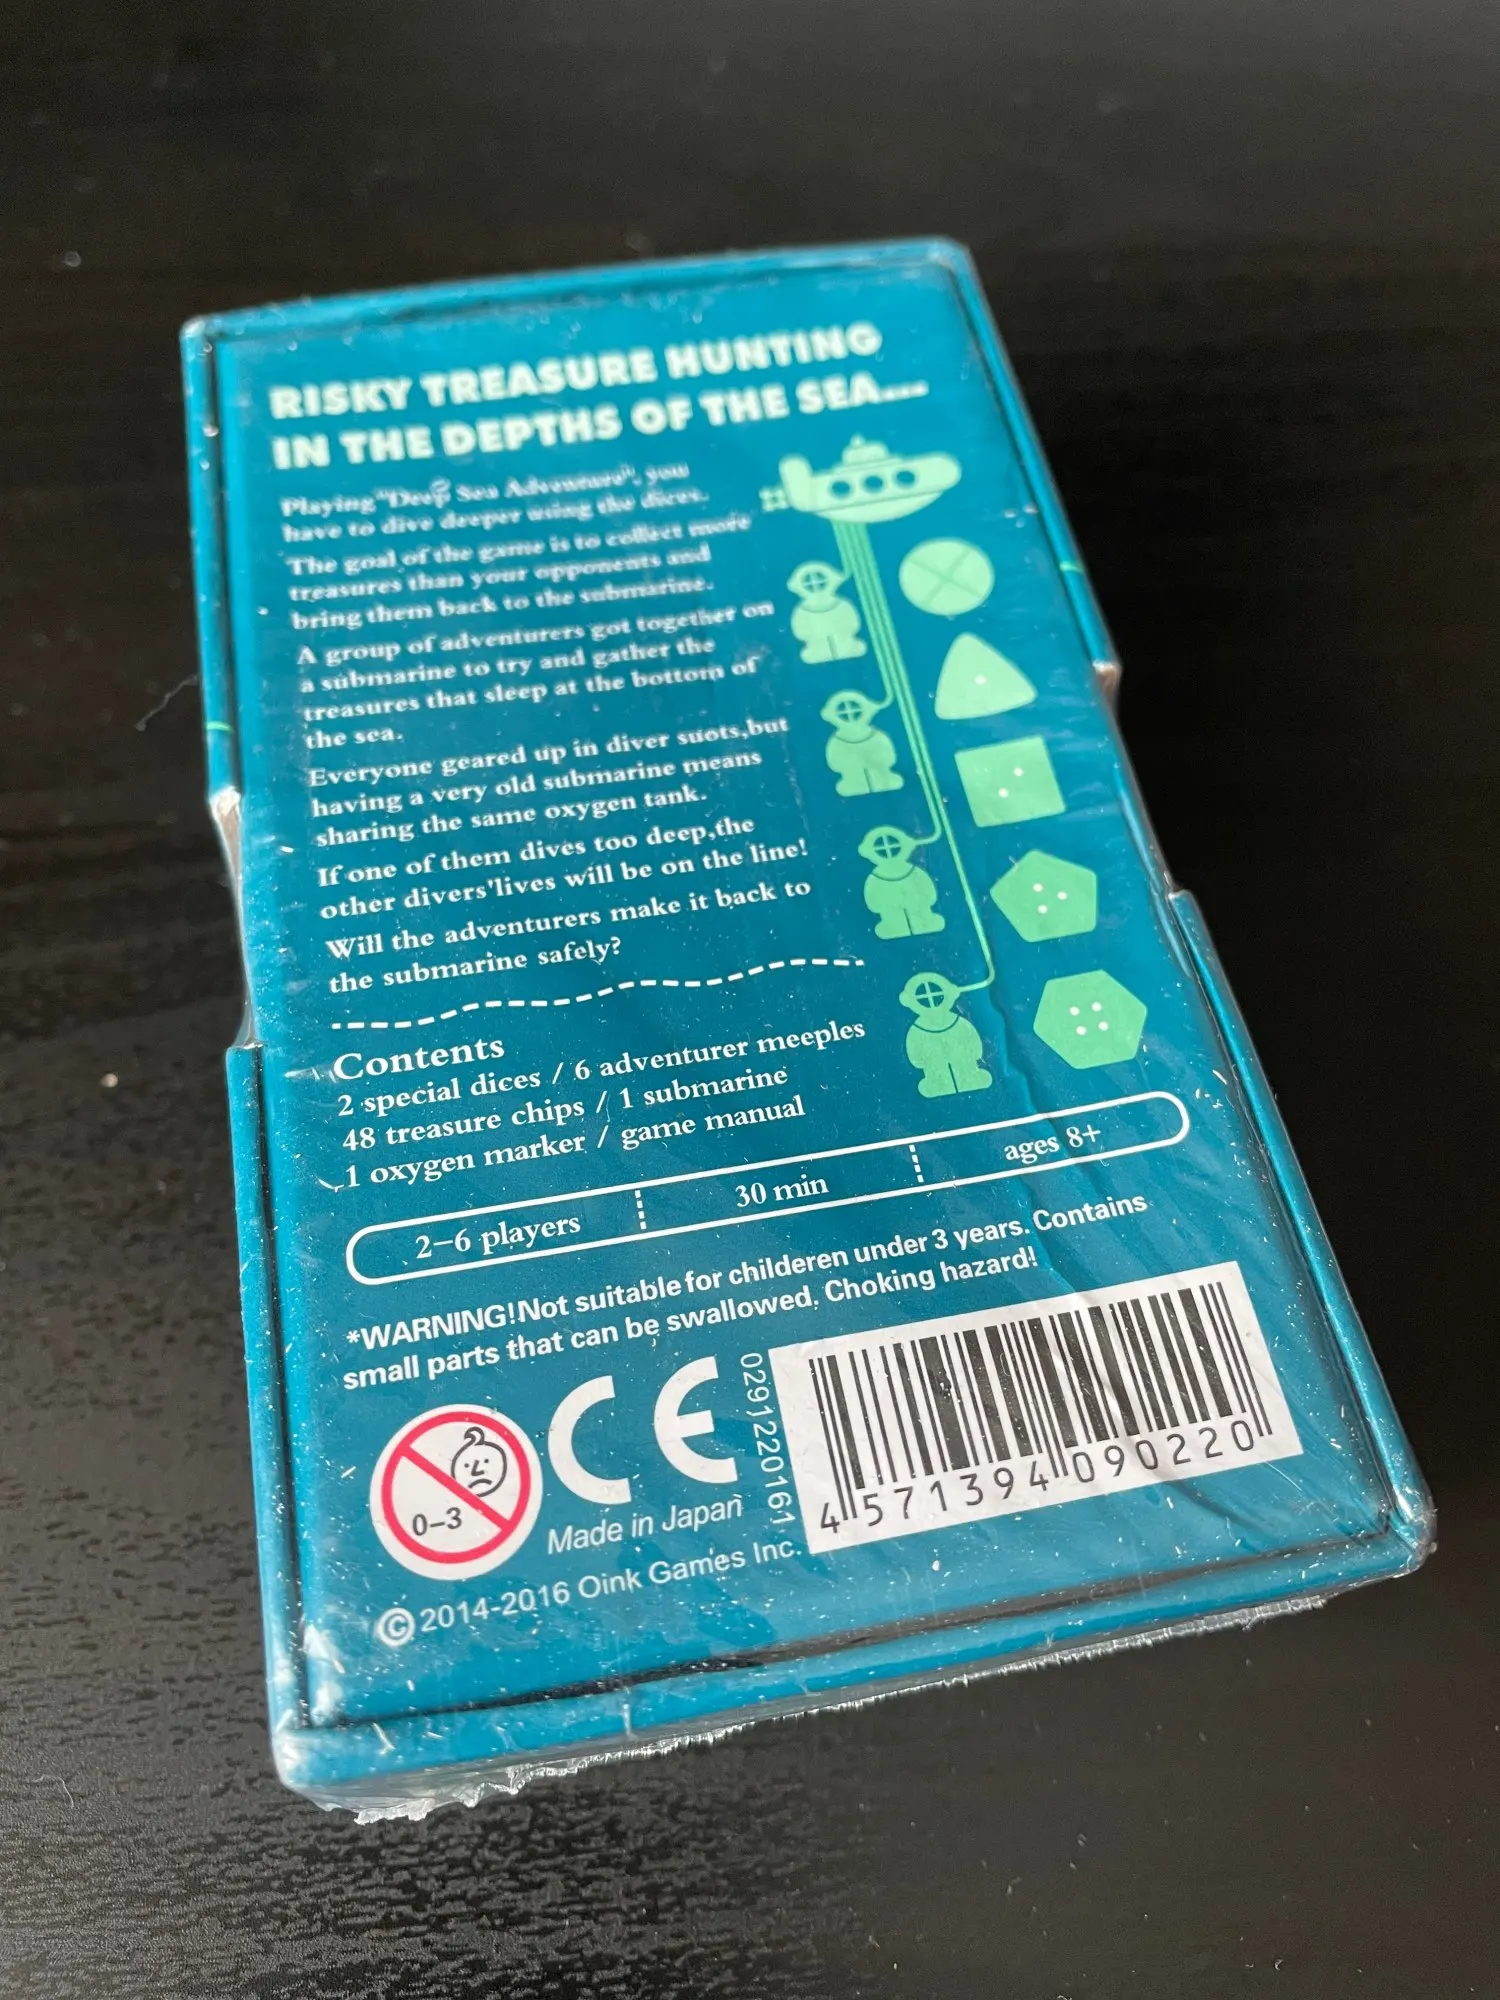 RISKY TREASURE HUNTING
IN THE DEPTHS OF THE SEA...
Playing "Deep Sea Adventure", you
have to dive deeper using the dices.
The goal of the game is to collect more
treasures than your opponents and
bring them back to the submarine.
A group of adventurers got together on
a submarine to try and gather the
treasures that sleep at the bottom of
the sea.
Everyone geared up in diver suots,but
having a very old submarine means
sharing the same oxygen tank.
If one of them dives too deep,the
other divers'lives will be on the line!
Will the adventurers make it back to
the submarine safely?
Contents
2 special dices / 6 adventurer meeples
48 treasure chips / 1 submarine
1 oxygen marker / game manual
2–6 players 30 min ages 8+
*WARNING!Not suitable for childeren under 3 years. Contains
small parts that can be swallowed, Choking hazard!
0–3
CE
Made in Japan
0291220161
4 571394 090220
© 2014-2016 Oink Games Inc.